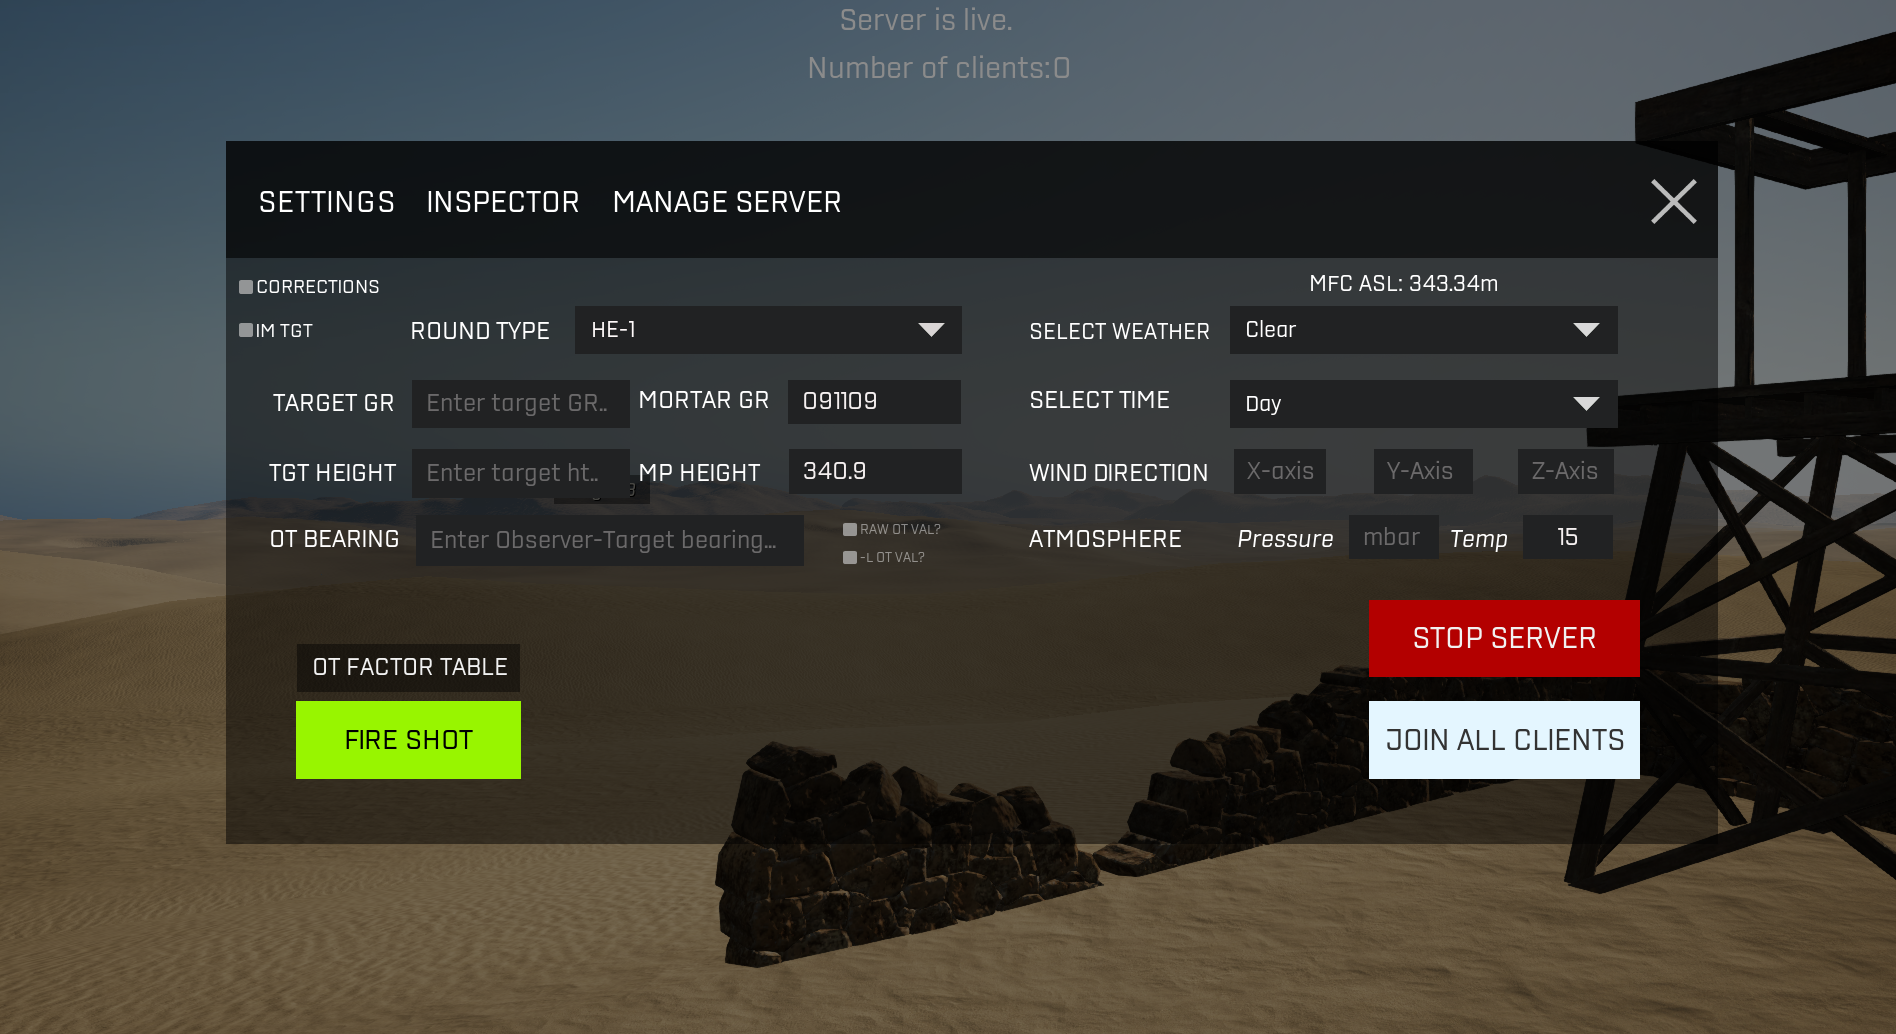 Server is live.
Number of clients:0
SETTINGS INSPECTOR MANAGE SERVER
CORRECTIONS
MFC ASL: 343.34m
IM TGT
ROUND TYPE HE-1
SELECT WEATHER Clear
TARGET GR Enter target GR.. MORTAR GR 091109
SELECT TIME Day
TGT HEIGHT Enter target ht.. MP HEIGHT 340.9
WIND DIRECTION X-axis Y-Axis Z-Axis
OT BEARING Enter Observer-Target bearing...
RAW OT VAL?
-L OT VAL?
ATMOSPHERE Pressure mbar Temp 15
OT FACTOR TABLE
FIRE SHOT
STOP SERVER
JOIN ALL CLIENTS